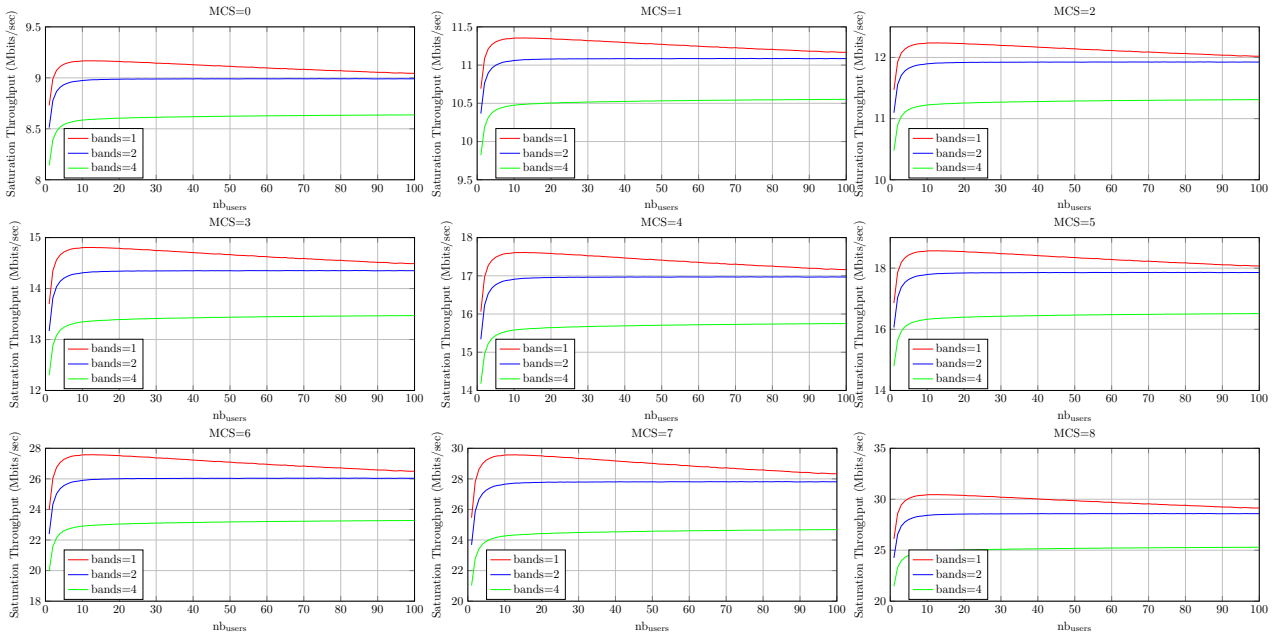 MCS=0
Saturation Throughput (Mbits/sec)
9.5
9
8.5
8
bands=1
bands=2
bands=4
0 10 20 30 40 50 60 70 80 90 100
nb_users
MCS=1
Saturation Throughput (Mbits/sec)
11.5
11
10.5
10
9.5
bands=1
bands=2
bands=4
0 10 20 30 40 50 60 70 80 90 100
nb_users
MCS=2
Saturation Throughput (Mbits/sec)
12
11
10
bands=1
bands=2
bands=4
0 10 20 30 40 50 60 70 80 90 100
nb_users
MCS=3
Saturation Throughput (Mbits/sec)
15
14
13
12
bands=1
bands=2
bands=4
0 10 20 30 40 50 60 70 80 90 100
nb_users
MCS=4
Saturation Throughput (Mbits/sec)
18
17
16
15
14
bands=1
bands=2
bands=4
0 10 20 30 40 50 60 70 80 90 100
nb_users
MCS=5
Saturation Throughput (Mbits/sec)
18
16
14
bands=1
bands=2
bands=4
0 10 20 30 40 50 60 70 80 90 100
nb_users
MCS=6
Saturation Throughput (Mbits/sec)
28
26
24
22
20
18
bands=1
bands=2
bands=4
0 10 20 30 40 50 60 70 80 90 100
nb_users
MCS=7
Saturation Throughput (Mbits/sec)
30
28
26
24
22
20
bands=1
bands=2
bands=4
0 10 20 30 40 50 60 70 80 90 100
nb_users
MCS=8
Saturation Throughput (Mbits/sec)
35
30
25
20
bands=1
bands=2
bands=4
0 10 20 30 40 50 60 70 80 90 100
nb_users